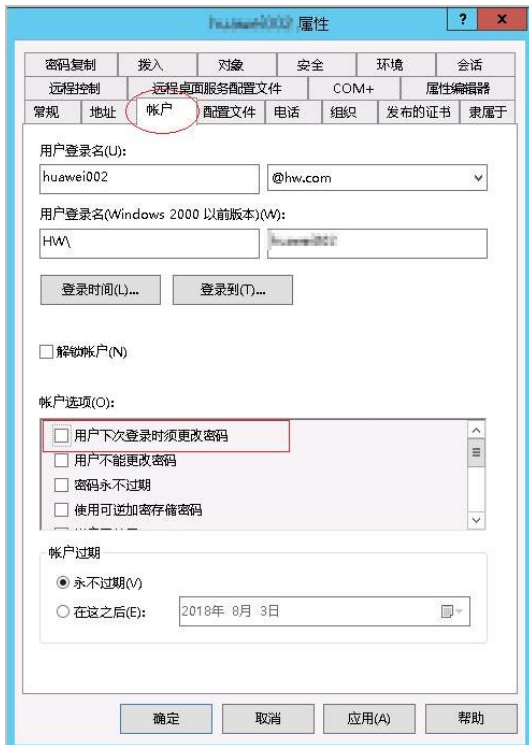 属性
? x
密码复制 拨入 对象 安全 环境 会话
远程控制 远程桌面服务配置文件 COM+ 属性编辑器
常规 地址 帐户 配置文件 电话 组织 发布的证书 隶属于
用户登录名(U):
huawei002 @hw.com
用户登录名(Windows 2000 以前版本)(W):
HW\
登录时间(L)... 登录到(T)...
解锁帐户(N)
帐户选项(O):
用户下次登录时须更改密码
用户不能更改密码
密码永不过期
使用可逆加密存储密码
帐户过期
永不过期(V)
在这之后(E): 2018年 8月 3日
确定 取消 应用(A) 帮助